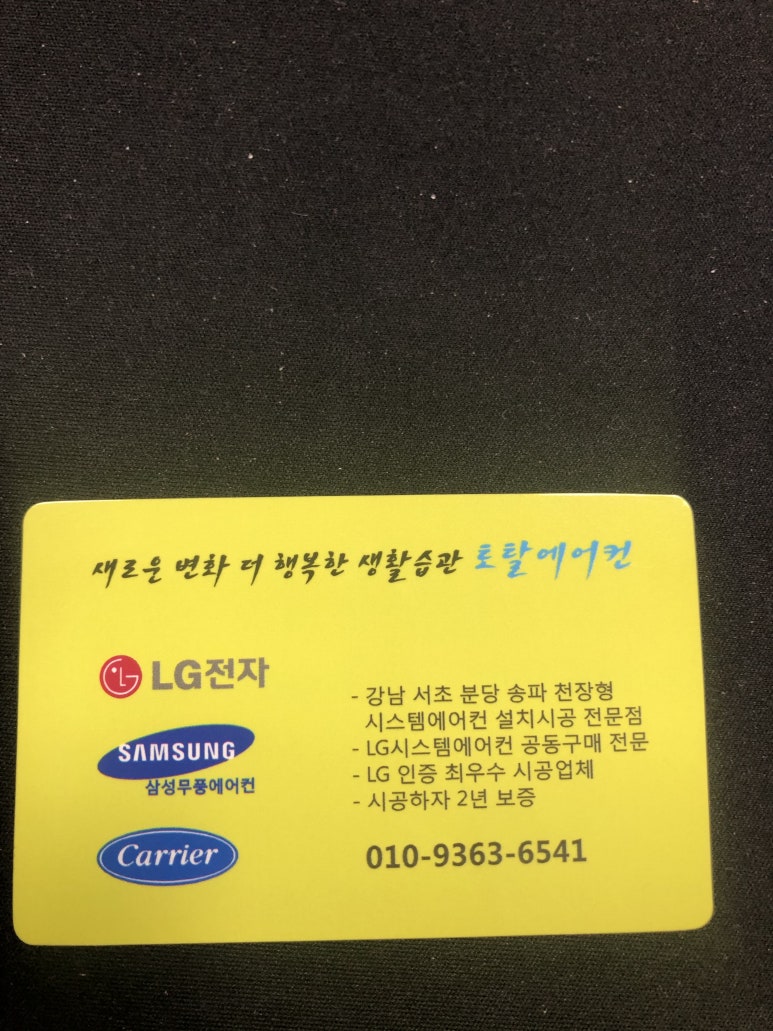 새로운 변화 더 행복한 생활습관 토탈에어컨
LG전자
SAMSUNG
삼성무풍에어컨
Carrier
- 강남 서초 분당 송파 천장형
시스템에어컨 설치시공 전문점
- LG시스템에어컨 공동구매 전문
- LG 인증 최우수 시공업체
- 시공하자 2년 보증
010-9363-6541